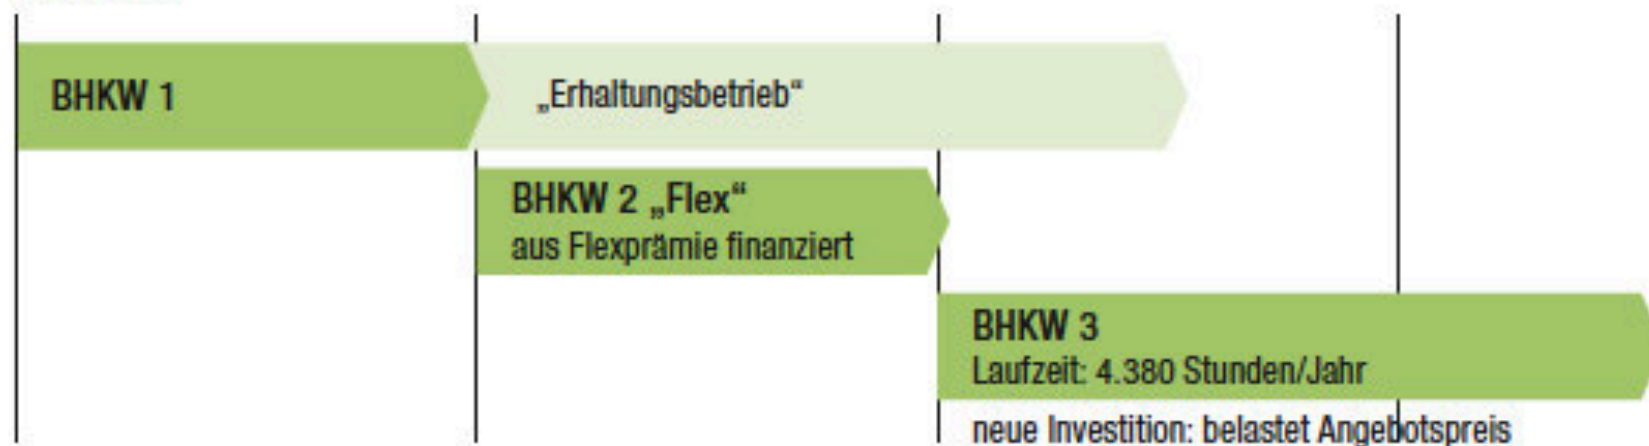 BHKW 1
„Erhaltungsbetrieb“
BHKW 2 „Flex“
aus Flexprämie finanziert
BHKW 3
Laufzeit: 4.380 Stunden/Jahr
neue Investition: belastet Angebotspreis